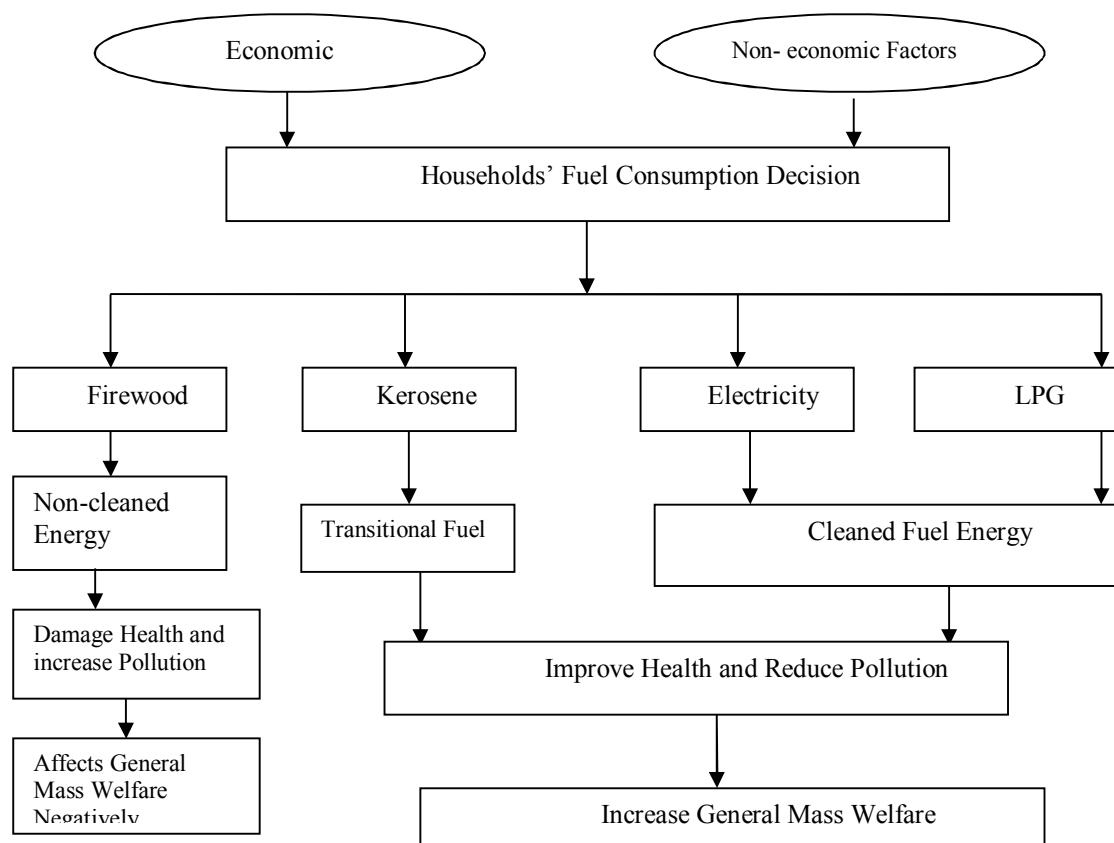 Economic
Non- economic Factors
Households’ Fuel Consumption Decision
Firewood
Kerosene
Electricity
LPG
Non-cleaned
Energy
Transitional Fuel
Cleaned Fuel Energy
Damage Health and
increase Pollution
Improve Health and Reduce Pollution
Affects General
Mass Welfare
Negatively
Increase General Mass Welfare